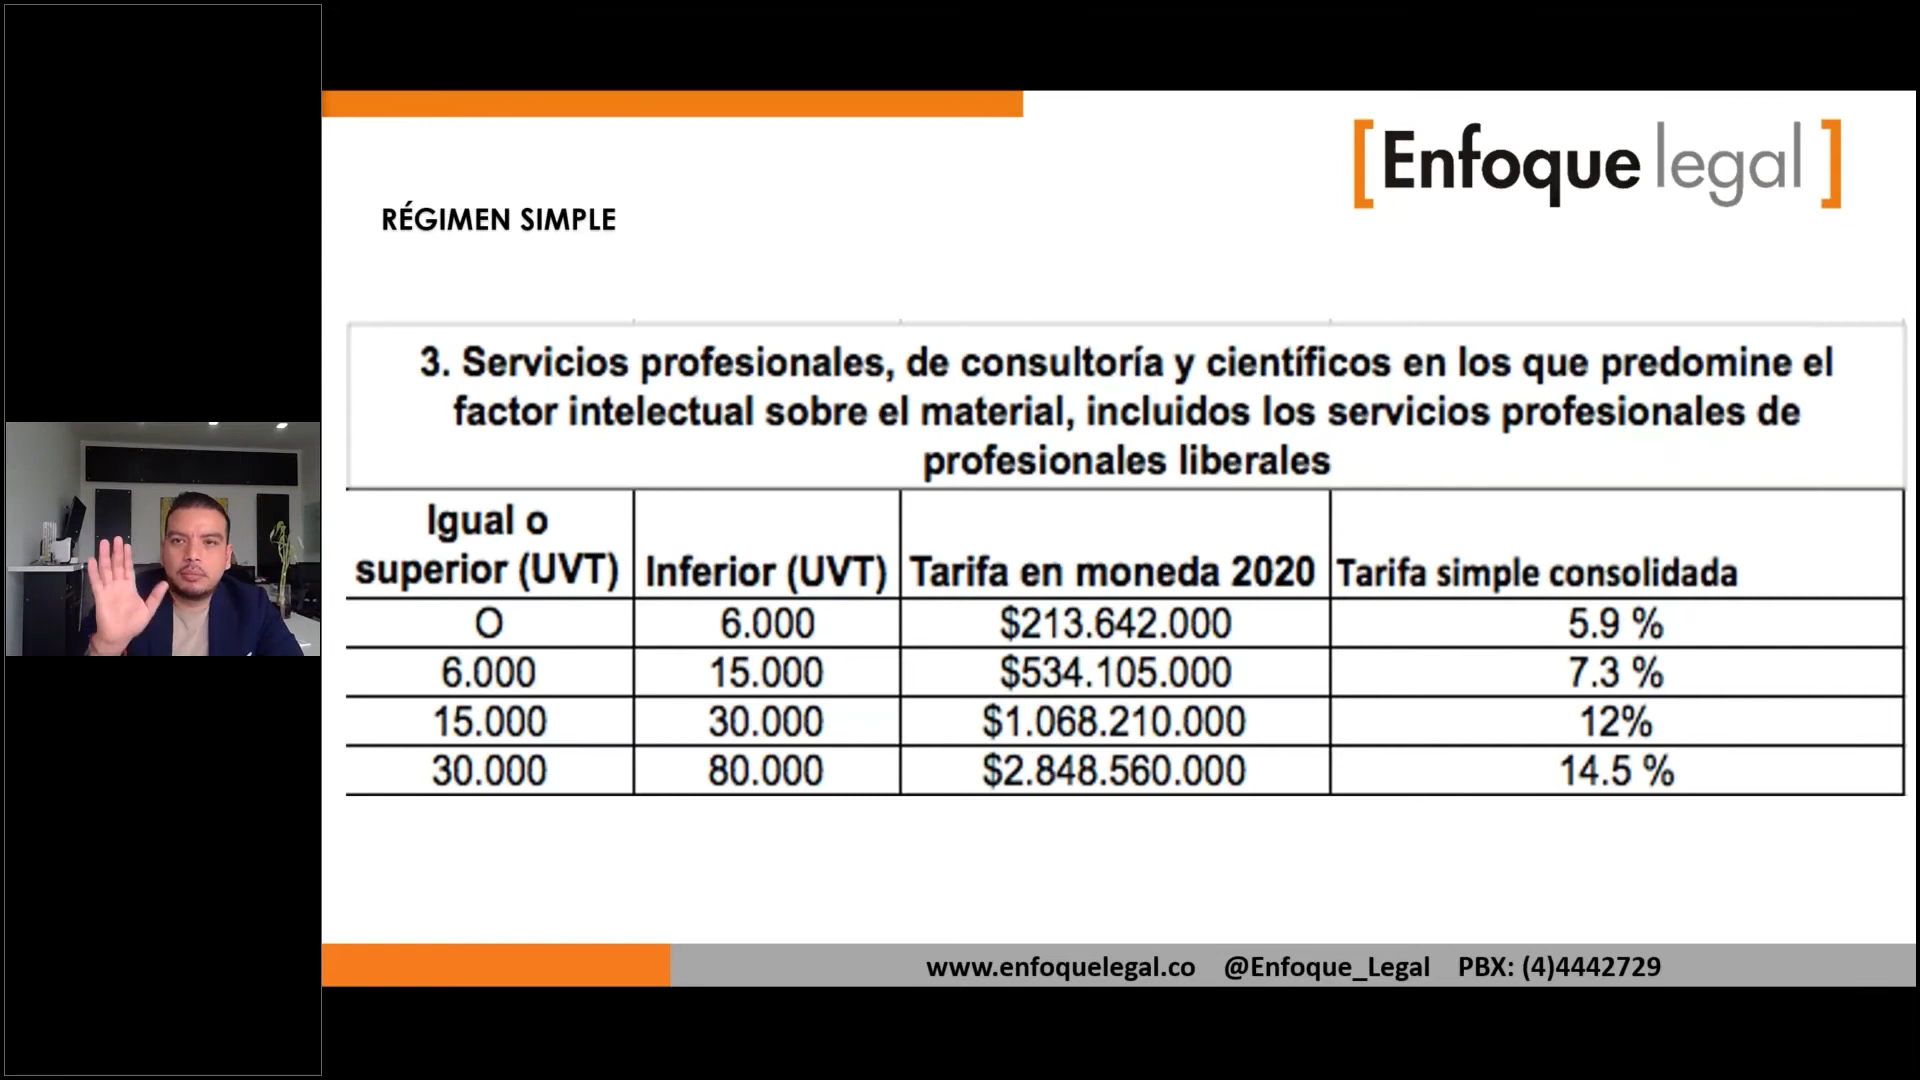 [Enfoque legal]
RÉGIMEN SIMPLE
3. Servicios profesionales, de consultoría y científicos en los que predomine el
factor intelectual sobre el material, incluidos los servicios profesionales de
profesionales liberales
Igual o
superior (UVT) Inferior (UVT) Tarifa en moneda 2020 Tarifa simple consolidada
O 6.000 $213.642.000 5.9 %
6.000 15.000 $534.105.000 7.3 %
15.000 30.000 $1.068.210.000 12%
30.000 80.000 $2.848.560.000 14.5 %
www.enfoquelegal.co @Enfoque_Legal PBX: (4)4442729